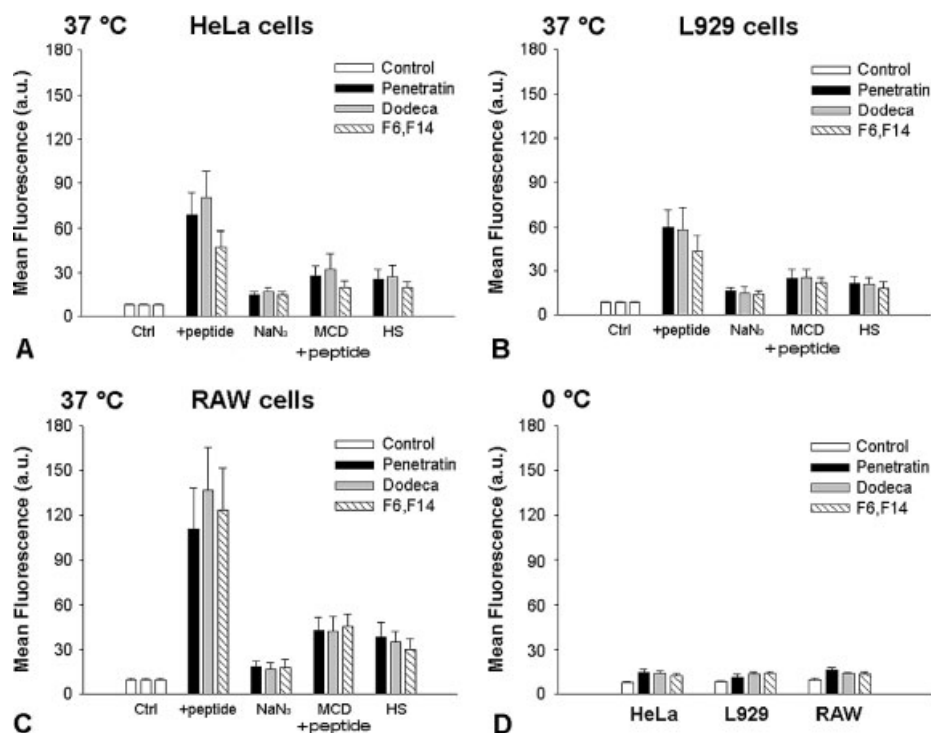 37 °C HeLa cells
180
150
120
90
60
30
0
Mean Fluorescence (a.u.)
Control
Penetratin
Dodeca
F6,F14
Ctrl +peptide NaN₃ MCD HS
+peptide
A
37 °C L929 cells
180
150
120
90
60
30
0
Mean Fluorescence (a.u.)
Control
Penetratin
Dodeca
F6,F14
Ctrl +peptide NaN₃ MCD HS
+peptide
B
37 °C RAW cells
180
150
120
90
60
30
0
Mean Fluorescence (a.u.)
Control
Penetratin
Dodeca
F6,F14
Ctrl +peptide NaN₃ MCD HS
+peptide
C
0 °C
180
150
120
90
60
30
0
Mean Fluorescence (a.u.)
Control
Penetratin
Dodeca
F6,F14
HeLa L929 RAW
D